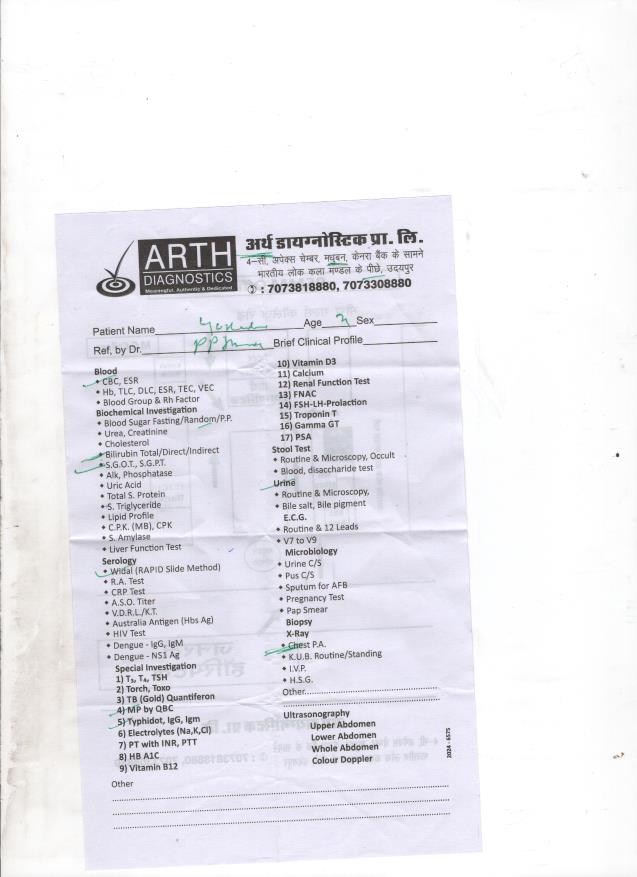 ARTH
DIAGNOSTICS
Meaningful, Authentic & Dedicated
अर्थ डायग्नोस्टिक प्रा. लि.
4–सी, अपेक्स चेम्बर, मधुबन, केनरा बैंक के सामने
भारतीय लोक कला मण्डल के पीछे, उदयपुर
: 7073818880, 7073308880
Patient Name Age Sex
Ref, by Dr. Brief Clinical Profile
Blood
CBC, ESR
Hb, TLC, DLC, ESR, TEC, VEC
Blood Group & Rh Factor
Biochemical Investigation
Blood Sugar Fasting/Random/P.P.
Urea, Creatinine
Cholesterol
Bilirubin Total/Direct/Indirect
S.G.O.T., S.G.P.T.
Alk, Phosphatase
Uric Acid
Total S. Protein
S. Triglyceride
Lipid Profile
C.P.K. (MB), CPK
S. Amylase
Liver Function Test
Serology
Widal (RAPID Slide Method)
R.A. Test
CRP Test
A.S.O. Titer
V.D.R.L./K.T.
Australia Antigen (Hbs Ag)
HIV Test
Dengue - IgG, IgM
Dengue - NS1 Ag
Special Investigation
1) T₃, T₄, TSH
2) Torch, Toxo
3) TB (Gold) Quantiferon
4) MP by QBC
5) Typhidot, IgG, Igm
6) Electrolytes (Na,K,Cl)
7) PT with INR, PTT
8) HB A1C
9) Vitamin B12
10) Vitamin D3
11) Calcium
12) Renal Function Test
13) FNAC
14) FSH-LH-Prolaction
15) Troponin T
16) Gamma GT
17) PSA
Stool Test
Routine & Microscopy, Occult
Blood, disaccharide test
Urine
Routine & Microscopy,
Bile salt, Bile pigment
E.C.G.
Routine & 12 Leads
V7 to V9
Microbiology
Urine C/S
Pus C/S
Sputum for AFB
Pregnancy Test
Pap Smear
Biopsy
X-Ray
Chest P.A.
K.U.B. Routine/Standing
I.V.P.
H.S.G.
Other
Ultrasonography
Upper Abdomen
Lower Abdomen
Whole Abdomen
Colour Doppler
2024 - 6575
Other